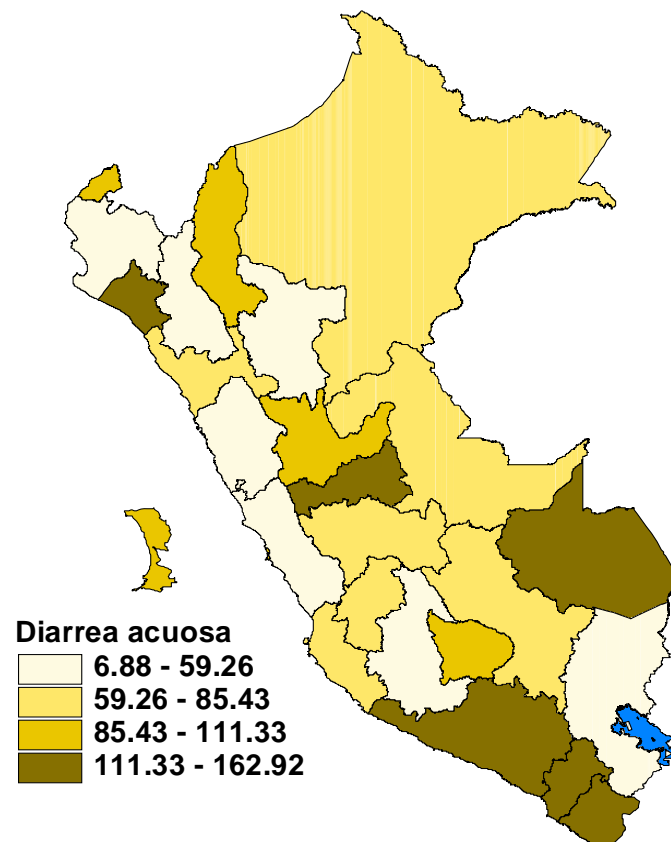 Diarrea acuosa
6.88 - 59.26
59.26 - 85.43
85.43 - 111.33
111.33 - 162.92